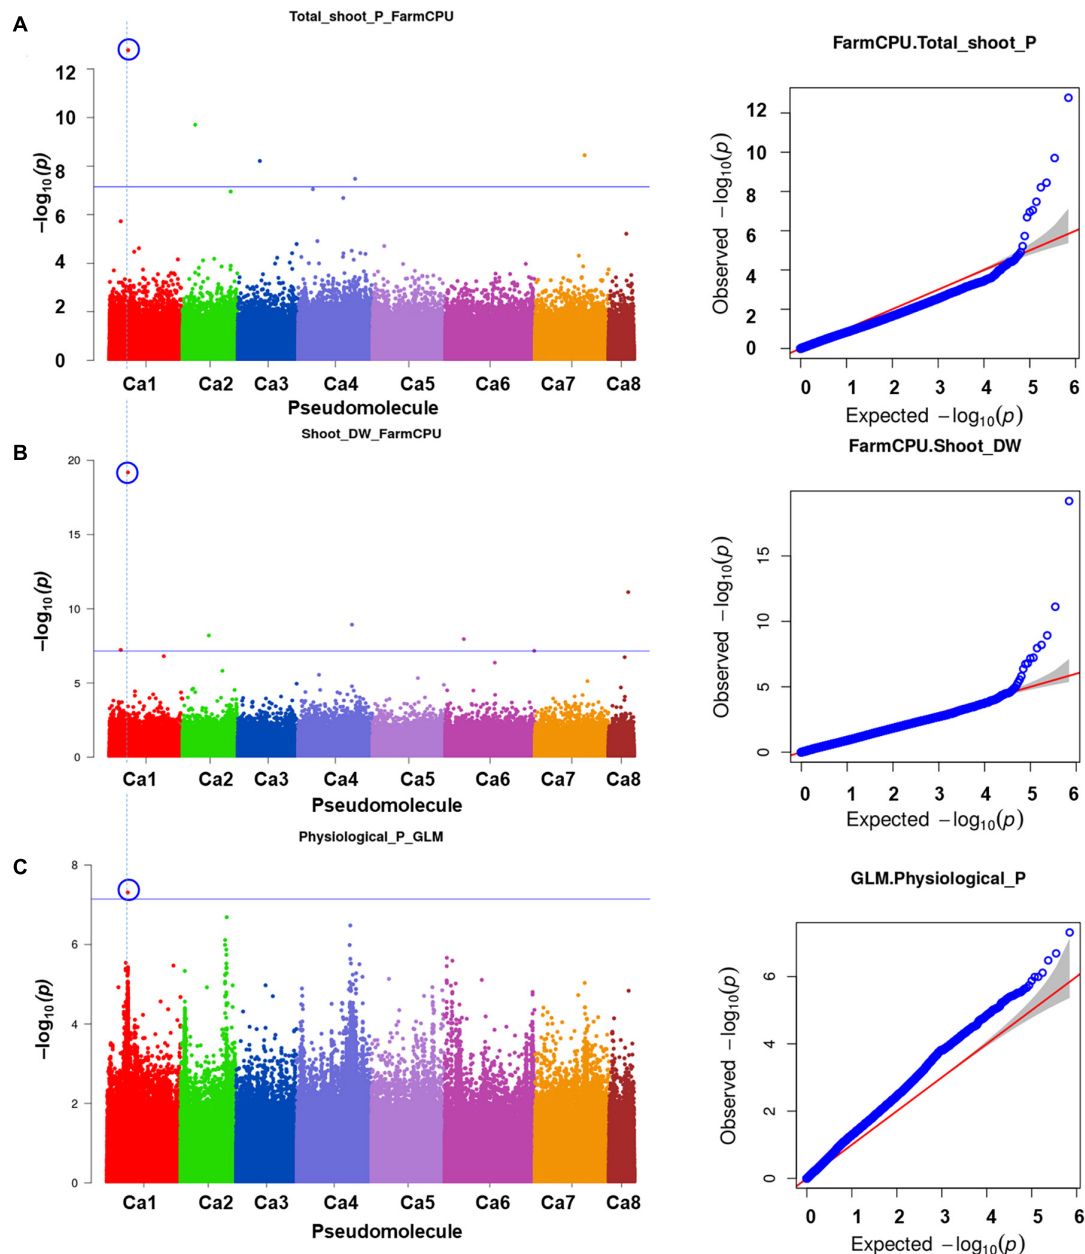 A
Total_shoot_P_FarmCPU
12
10
8
6
4
2
0
−log10(p)
Ca1 Ca2 Ca3 Ca4 Ca5 Ca6 Ca7 Ca8
Pseudomolecule
FarmCPU.Total_shoot_P
12
10
8
6
4
2
0
Observed −log10(p)
0 1 2 3 4 5 6
Expected −log10(p)
B
Shoot_DW_FarmCPU
20
15
10
5
0
−log10(p)
Ca1 Ca2 Ca3 Ca4 Ca5 Ca6 Ca7 Ca8
Pseudomolecule
FarmCPU.Shoot_DW
15
10
5
0
Observed −log10(p)
0 1 2 3 4 5 6
Expected −log10(p)
C
Physiological_P_GLM
8
6
4
2
0
−log10(p)
Ca1 Ca2 Ca3 Ca4 Ca5 Ca6 Ca7 Ca8
Pseudomolecule
GLM.Physiological_P
6
4
2
0
Observed −log10(p)
0 1 2 3 4 5 6
Expected −log10(p)